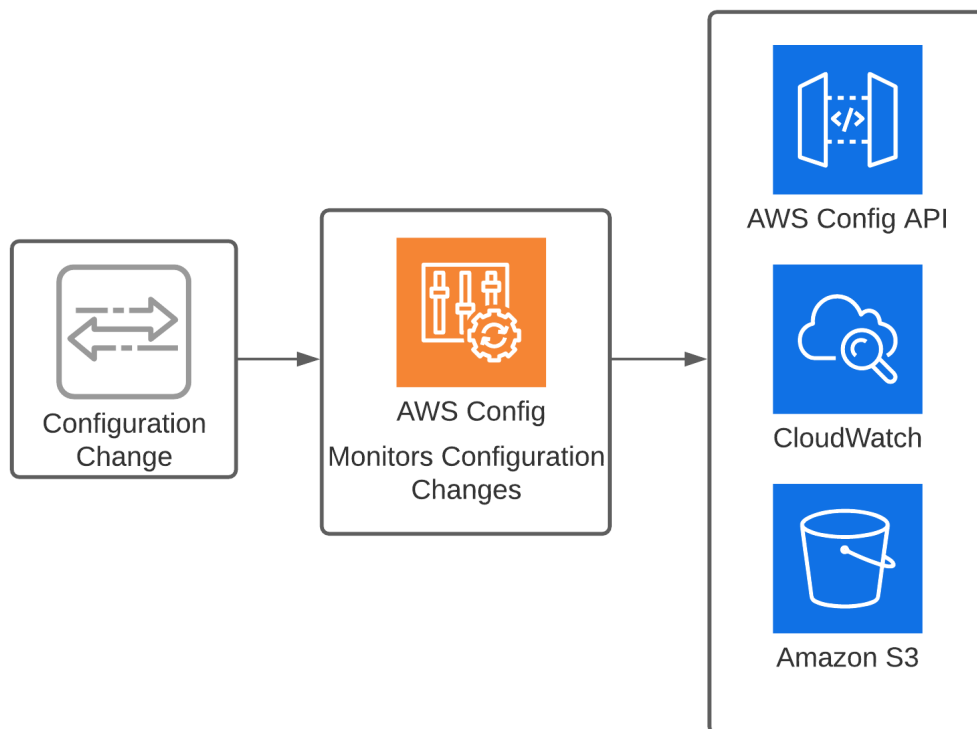 Configuration
Change
AWS Config
Monitors Configuration
Changes
</>
AWS Config API
CloudWatch
Amazon S3